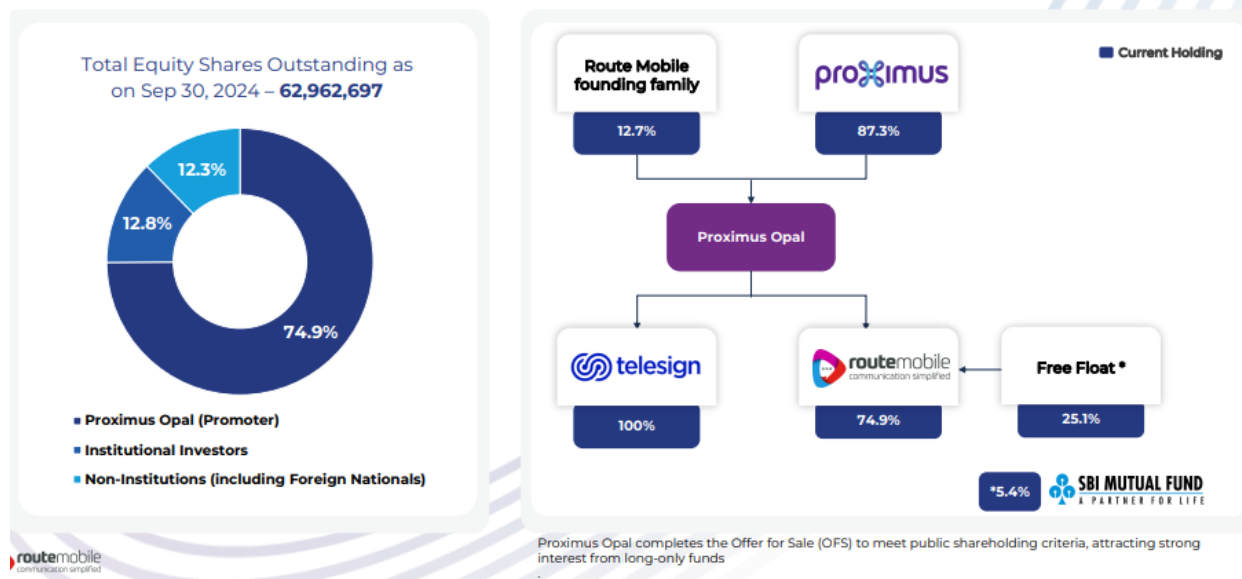 Total Equity Shares Outstanding as
on Sep 30, 2024 – 62,962,697
12.3%
12.8%
74.9%
Proximus Opal (Promoter)
Institutional Investors
Non-Institutions (including Foreign Nationals)
routemobile
communication simplified
Current Holding
Route Mobile
founding family
12.7%
proximus
87.3%
Proximus Opal
telesign
100%
routemobile
communication simplified
74.9%
Free Float *
25.1%
*5.4%
SBI MUTUAL FUND
A PARTNER FOR LIFE
Proximus Opal completes the Offer for Sale (OFS) to meet public shareholding criteria, attracting strong
interest from long-only funds
.